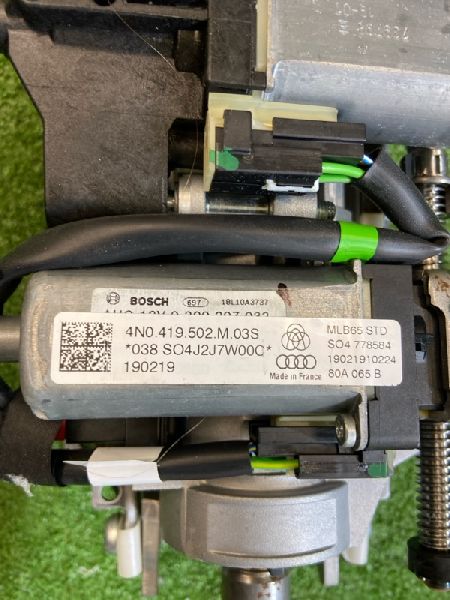 BOSCH 697 18L10A3737
4N0.419.502.M.03S
*038 SO4J2J7W00C*
190219
MLB65 STD
SO4 778584
19021910224
Made in France 80A 065 B